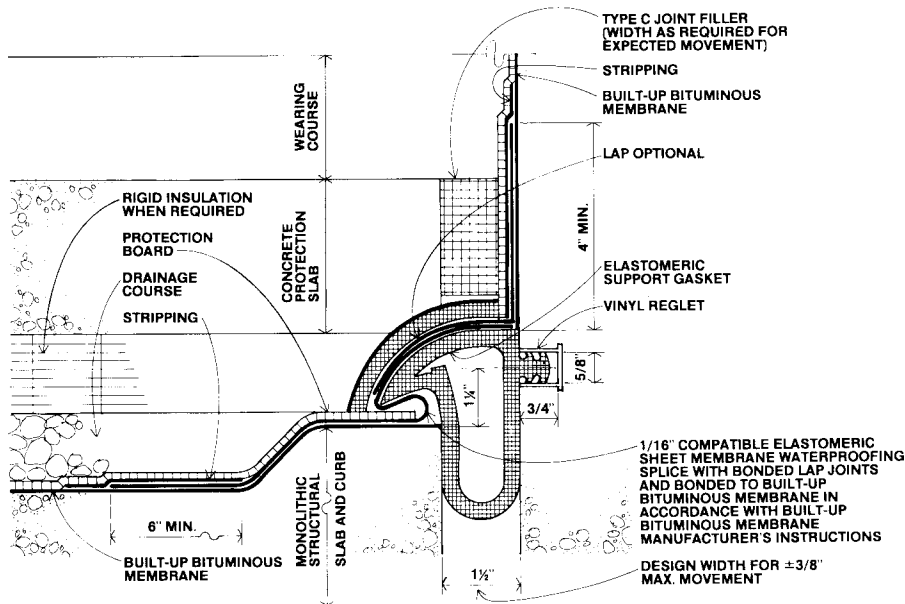 TYPE C JOINT FILLER
(WIDTH AS REQUIRED FOR
EXPECTED MOVEMENT)
STRIPPING
BUILT-UP BITUMINOUS
MEMBRANE
WEARING
COURSE
LAP OPTIONAL
RIGID INSULATION
WHEN REQUIRED
PROTECTION
BOARD
DRAINAGE
COURSE
STRIPPING
CONCRETE
PROTECTION
SLAB
4" MIN.
ELASTOMERIC
SUPPORT GASKET
VINYL REGLET
5/8"
1¼"
3/4"
1/16" COMPATIBLE ELASTOMERIC
SHEET MEMBRANE WATERPROOFING
SPLICE WITH BONDED LAP JOINTS
AND BONDED TO BUILT-UP
BITUMINOUS MEMBRANE IN
ACCORDANCE WITH BUILT-UP
BITUMINOUS MEMBRANE
MANUFACTURER'S INSTRUCTIONS
6" MIN.
MONOLITHIC
STRUCTURAL
SLAB AND CURB
BUILT-UP BITUMINOUS
MEMBRANE
1½"
DESIGN WIDTH FOR ±3/8"
MAX. MOVEMENT